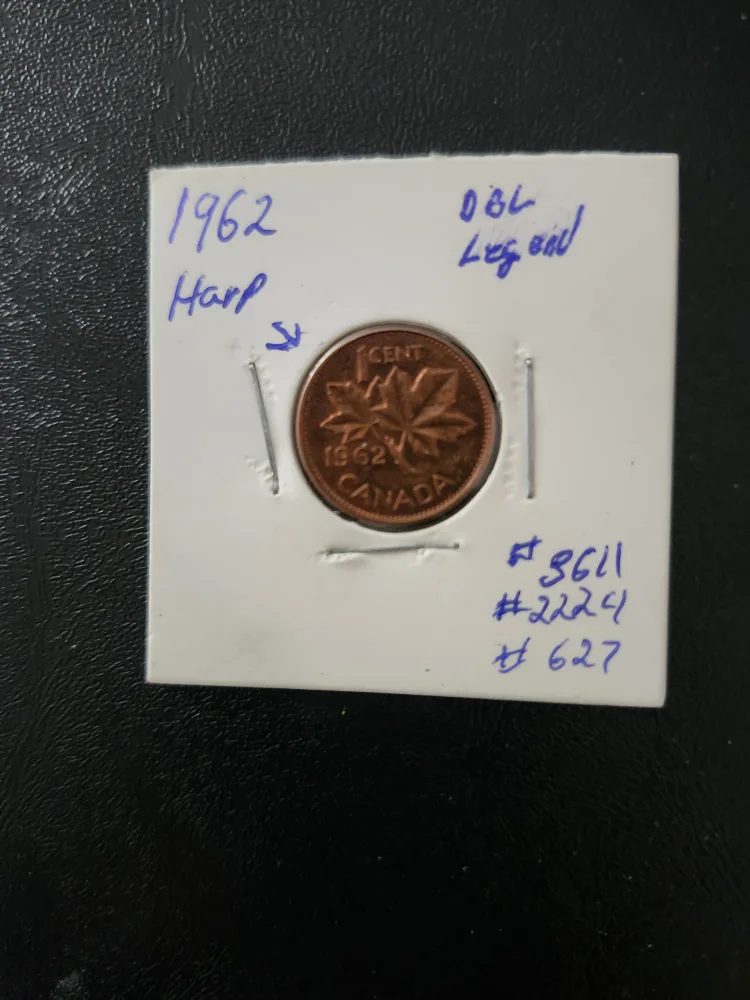 1962
Harp
DBL
Legend
1 CENT
1962
CANADA
#3611
#2224
#627